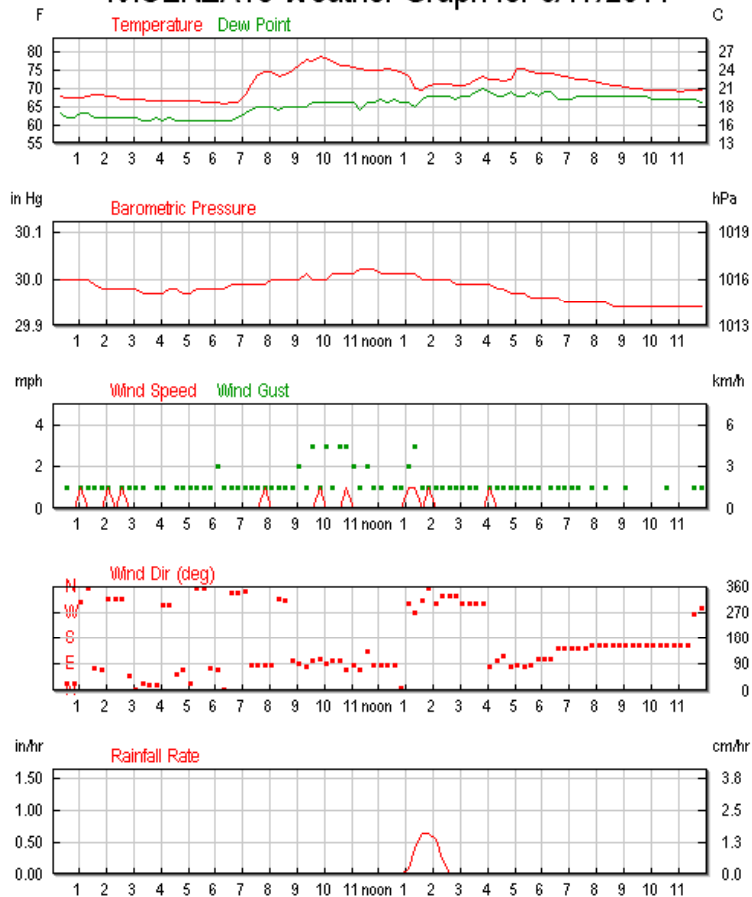 F Temperature Dew Point C
80 27
75 24
70 21
65 18
60 16
55 13
1 2 3 4 5 6 7 8 9 10 11 noon 1 2 3 4 5 6 7 8 9 10 11
in Hg Barometric Pressure hPa
30.1 1019
30.0 1016
29.9 1013
1 2 3 4 5 6 7 8 9 10 11 noon 1 2 3 4 5 6 7 8 9 10 11
mph Wind Speed Wind Gust km/h
4 6
2 3
0 0
1 2 3 4 5 6 7 8 9 10 11 noon 1 2 3 4 5 6 7 8 9 10 11
Wind Dir (deg)
N 360
W 270
S 180
E 90
N 0
1 2 3 4 5 6 7 8 9 10 11 noon 1 2 3 4 5 6 7 8 9 10 11
in/hr Rainfall Rate cm/hr
1.50 3.8
1.00 2.5
0.50 1.3
0.00 0.0
1 2 3 4 5 6 7 8 9 10 11 noon 1 2 3 4 5 6 7 8 9 10 11